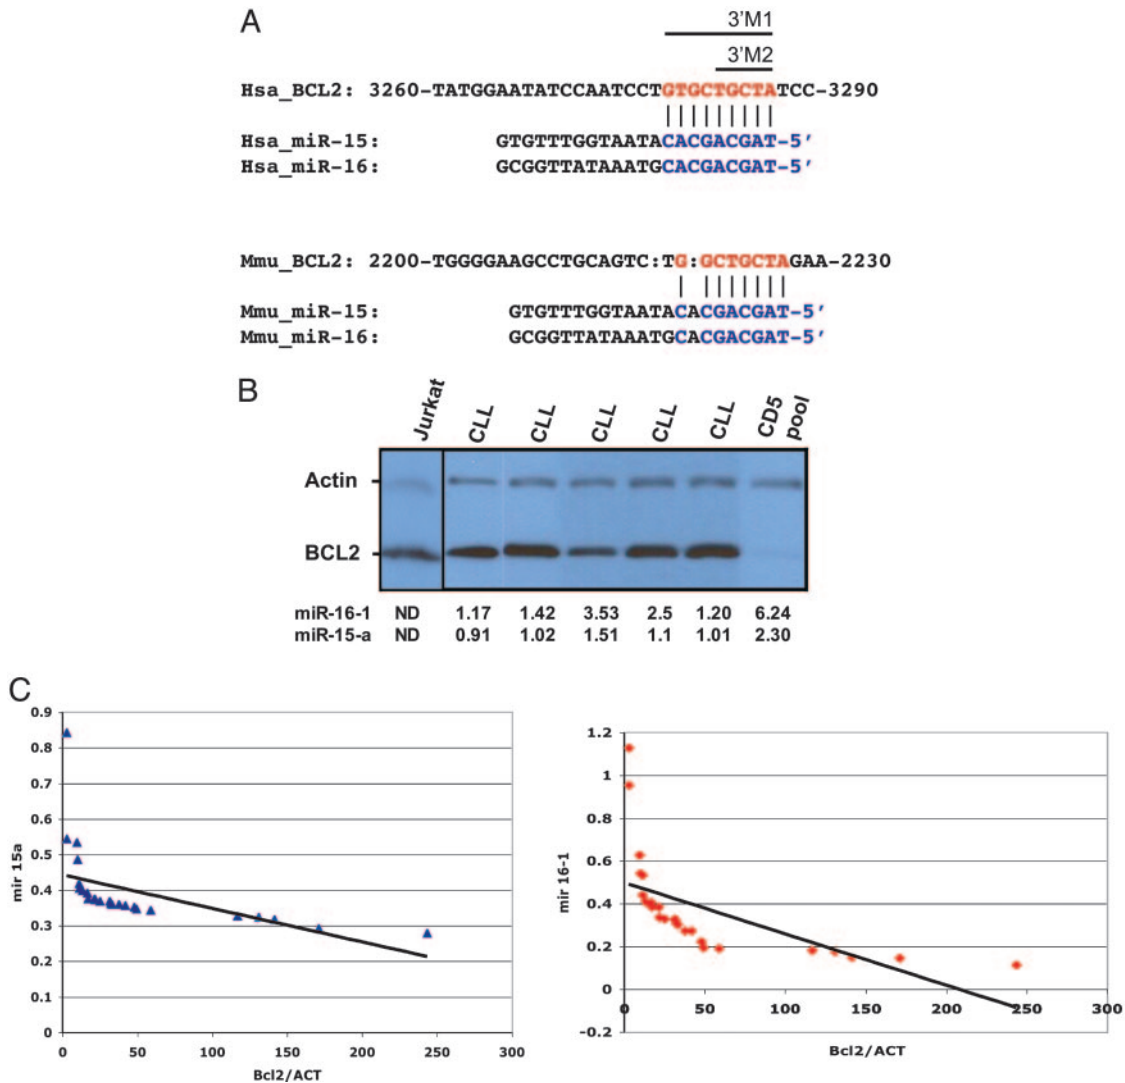 A
3'M1
3'M2
Hsa_BCL2: 3260-TATGGAATATCCAATCCTGTGCTGCTATCC-3290
Hsa_miR-15: GTGTTTGGTAATACACGACGAT-5'
Hsa_miR-16: GCGGTTATAAATGCACGACGAT-5'
Mmu_BCL2: 2200-TGGGGAAGCCTGCAGTC:TG:GCTGCTAGAA-2230
Mmu_miR-15: GTGTTTGGTAATACACGACGAT-5'
Mmu_miR-16: GCGGTTATAAATGCACGACGAT-5'
B
Jurkat CLL CLL CLL CLL CLL CD5 pool
Actin
BCL2
miR-16-1 ND 1.17 1.42 3.53 2.5 1.20 6.24
miR-15-a ND 0.91 1.02 1.51 1.1 1.01 2.30
C
0.9
0.8
0.7
0.6
0.5
0.4
0.3
0.2
0.1
0
mir 15a
0 50 100 150 200 250 300
Bcl2/ACT
1.2
1
0.8
0.6
0.4
0.2
0
-0.2
mir 16-1
0 50 100 150 200 250 300
Bcl2/ACT